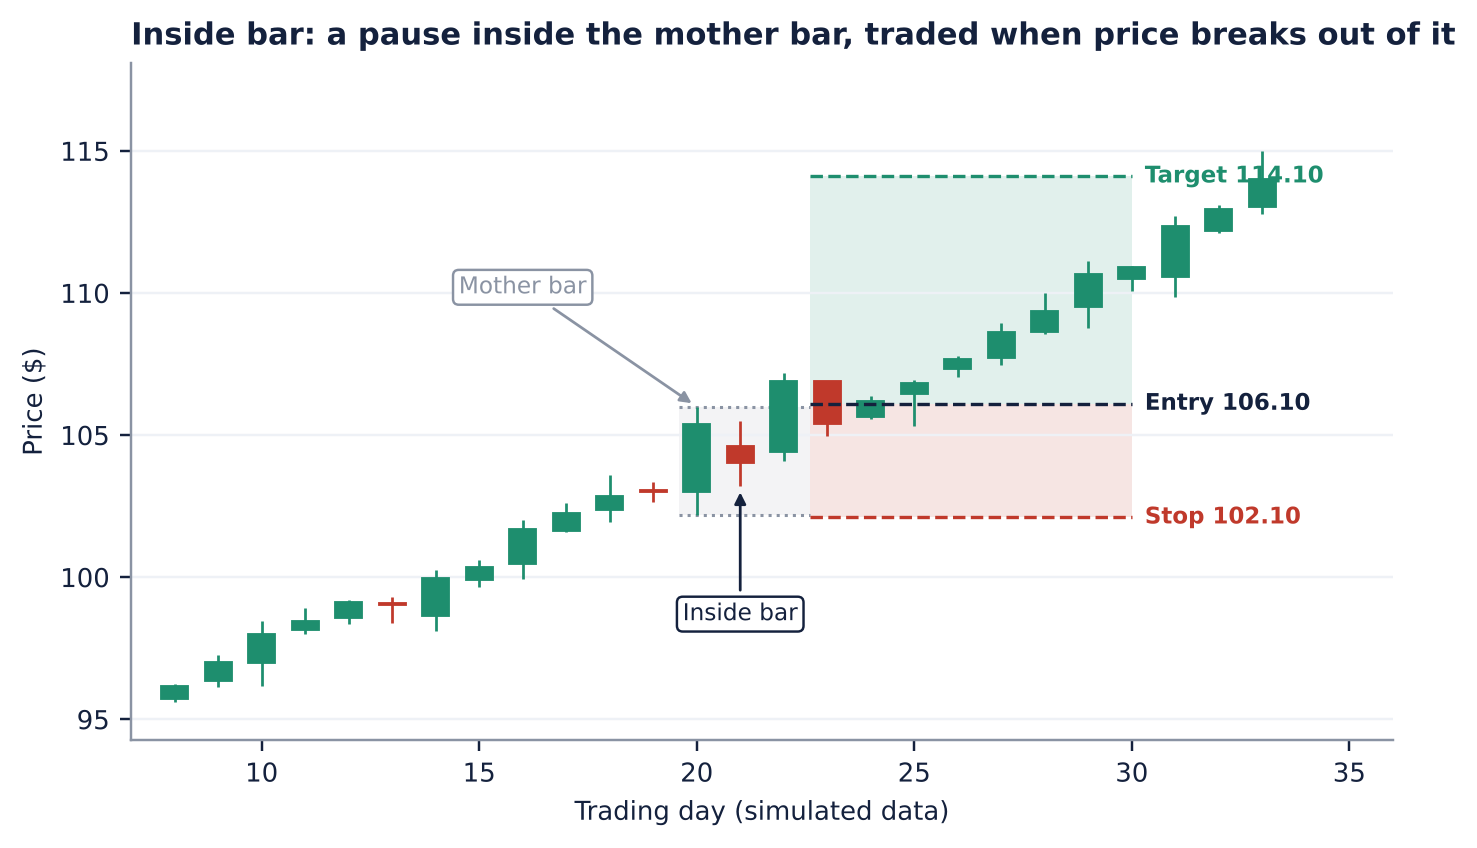 Inside bar: a pause inside the mother bar, traded when price breaks out of it
115
110
105
100
95
Price ($)
Target 114.10
Mother bar
Entry 106.10
Stop 102.10
Inside bar
10
15
20
25
30
35
Trading day (simulated data)